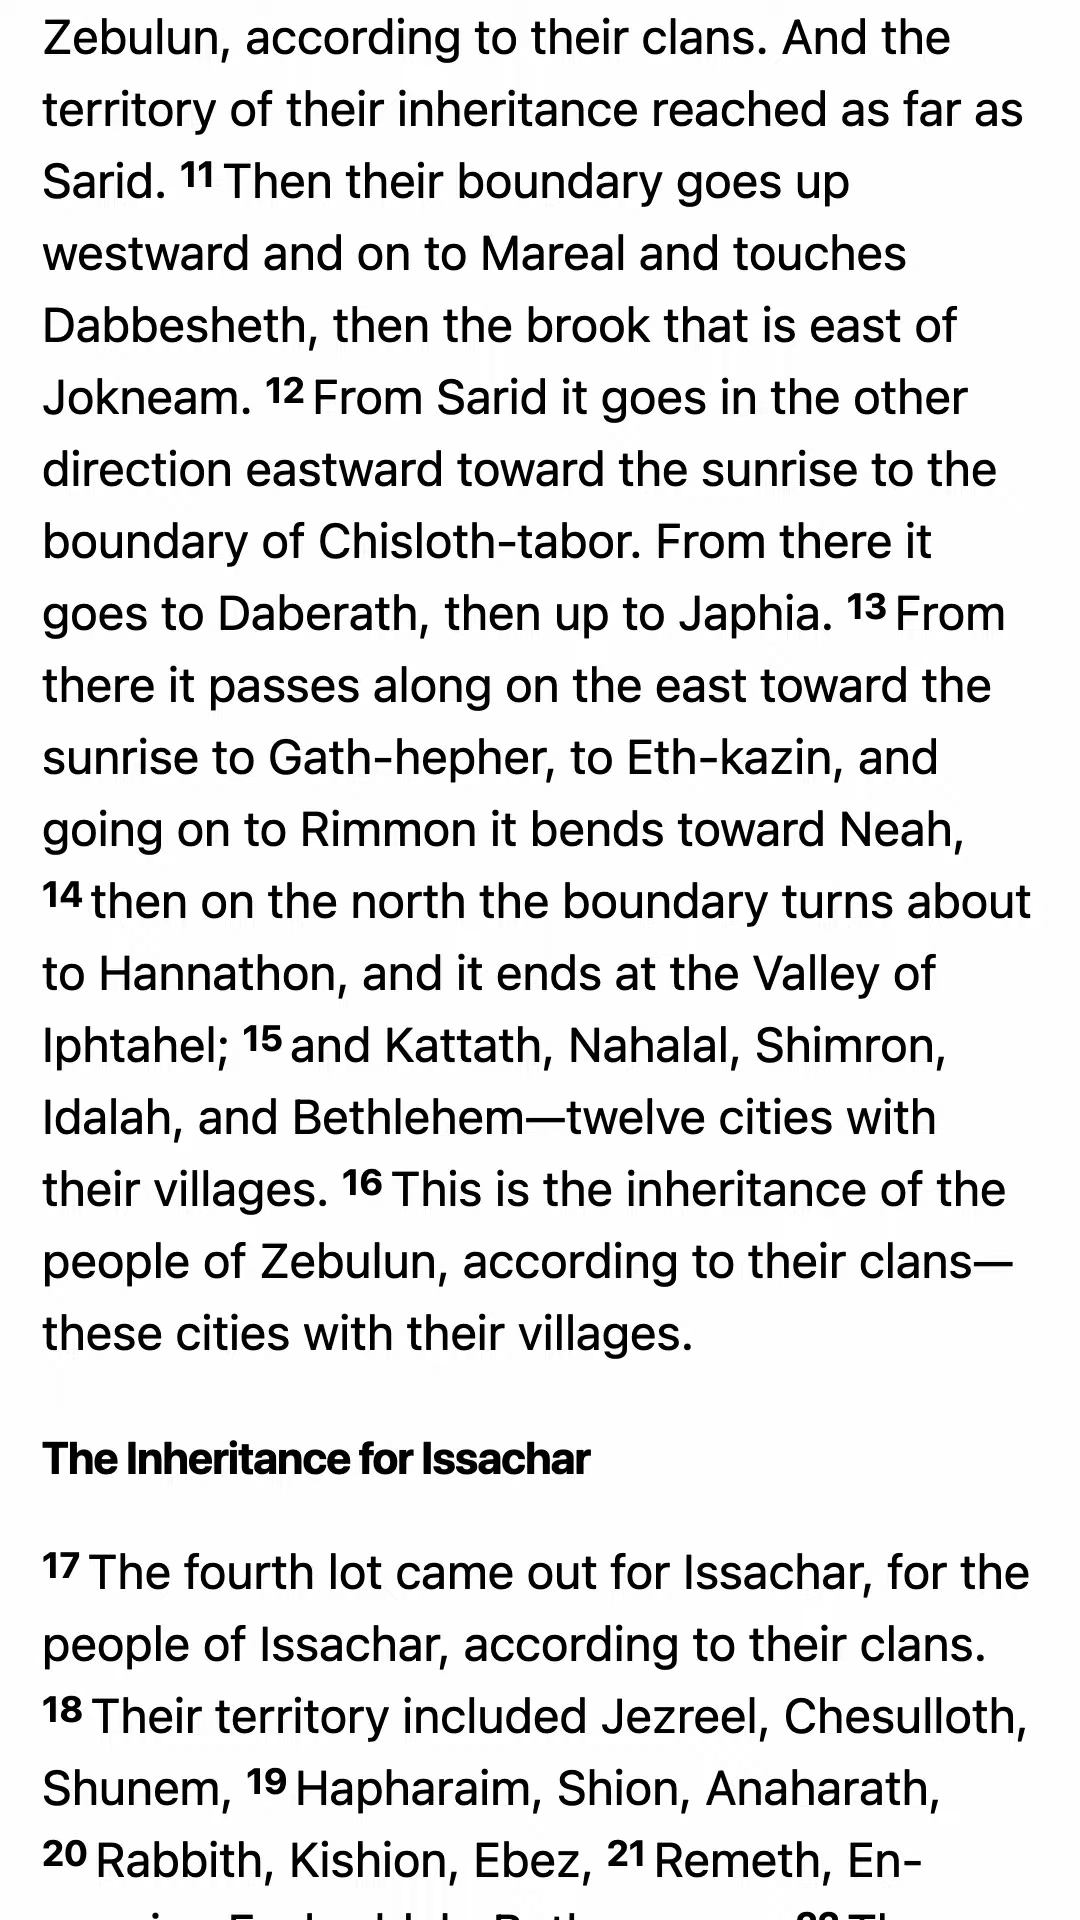 Zebulun, according to their clans. And the
territory of their inheritance reached as far as
Sarid. 11 Then their boundary goes up
westward and on to Mareal and touches
Dabbesheth, then the brook that is east of
Jokneam. 12 From Sarid it goes in the other
direction eastward toward the sunrise to the
boundary of Chisloth-tabor. From there it
goes to Daberath, then up to Japhia. 13 From
there it passes along on the east toward the
sunrise to Gath-hepher, to Eth-kazin, and
going on to Rimmon it bends toward Neah,
14 then on the north the boundary turns about
to Hannathon, and it ends at the Valley of
Iphtahel; 15 and Kattath, Nahalal, Shimron,
Idalah, and Bethlehem—twelve cities with
their villages. 16 This is the inheritance of the
people of Zebulun, according to their clans—
these cities with their villages.
The Inheritance for Issachar
17 The fourth lot came out for Issachar, for the
people of Issachar, according to their clans.
18 Their territory included Jezreel, Chesulloth,
Shunem, 19 Hapharaim, Shion, Anaharath,
20 Rabbith, Kishion, Ebez, 21 Remeth, En-